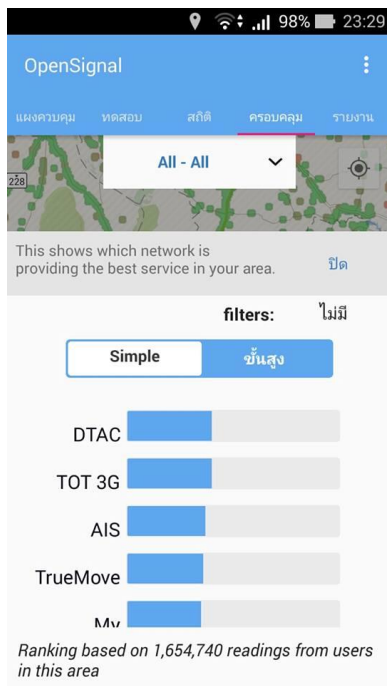 98% 23:29
OpenSignal
แผงควบคุม ทดสอบ สถิติ ครอบคลุม รายงาน
All - All
228
This shows which network is
providing the best service in your area.
ปิด
filters: ไม่มี
Simple ขั้นสูง
DTAC
TOT 3G
AIS
TrueMove
My
Ranking based on 1,654,740 readings from users
in this area